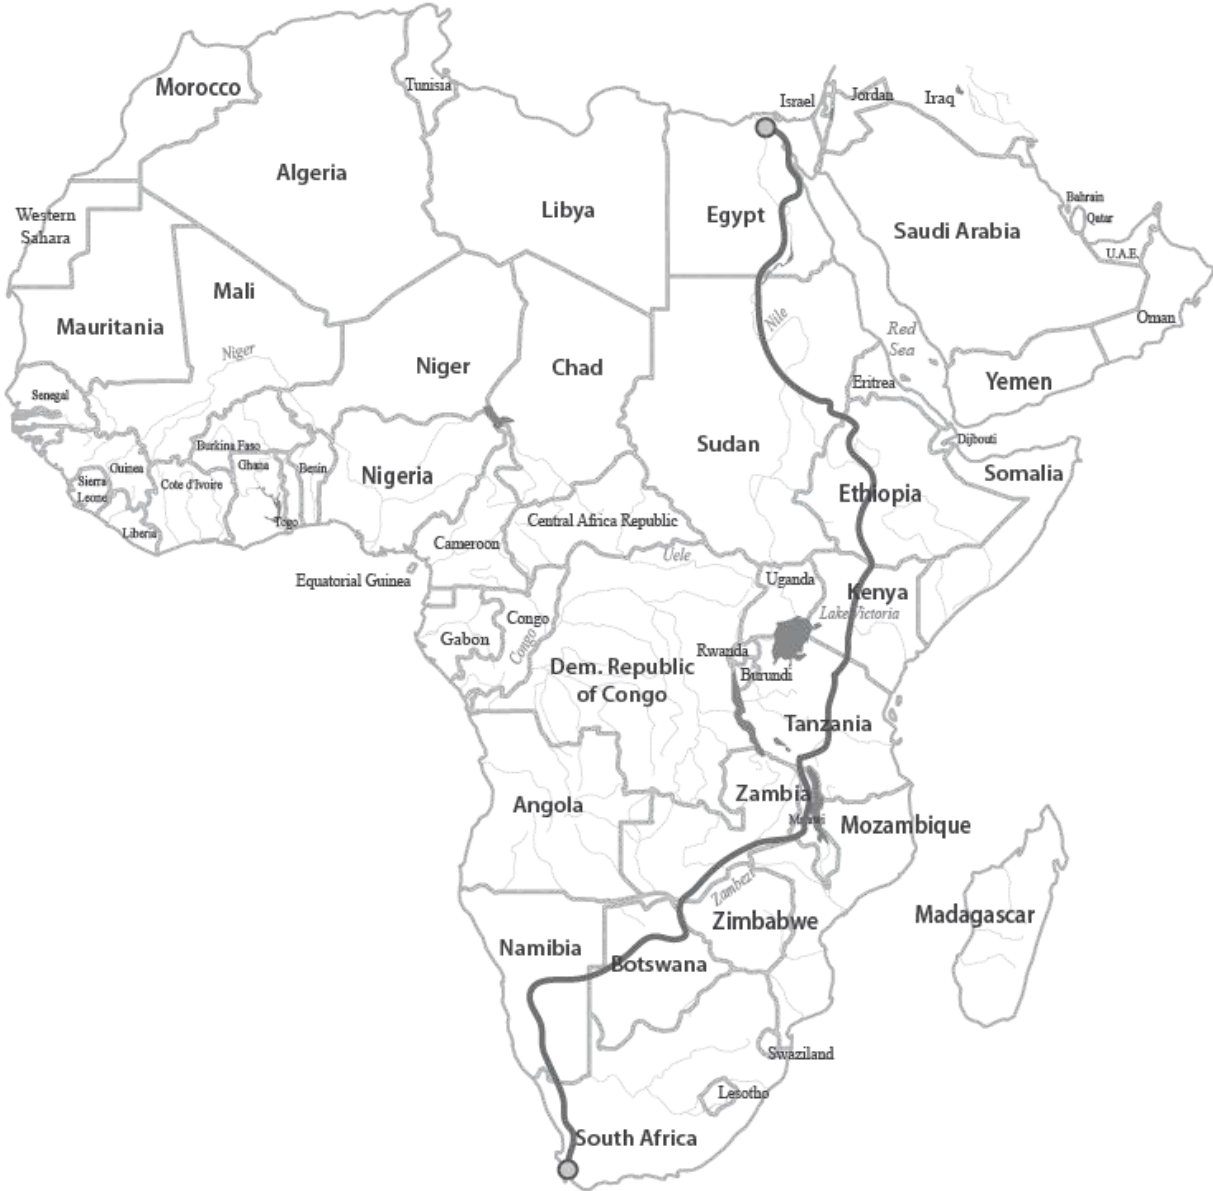 Morocco
Tunisia
Israel
Jordan
Iraq
Algeria
Libya
Egypt
Bahrain
Qatar
Western
Sahara
Saudi Arabia
U.A.E.
Mali
Mauritania
Niger
Nile
Red
Sea
Oman
Niger
Chad
Eritrea
Yemen
Senegal
Burkina Faso
Sudan
Djibouti
Guinea
Ghana
Benin
Nigeria
Somalia
Sierra
Leone
Cote d'Ivoire
Ethiopia
Togo
Liberia
Central Africa Republic
Cameroon
Uele
Equatorial Guinea
Uganda
Kenya
Lake Victoria
Congo
Gabon
Congo
Rwanda
Burundi
Dem. Republic
of Congo
Tanzania
Angola
Zambia
Malawi
Mozambique
Zambezi
Zimbabwe
Madagascar
Namibia
Botswana
Swaziland
Lesotho
South Africa